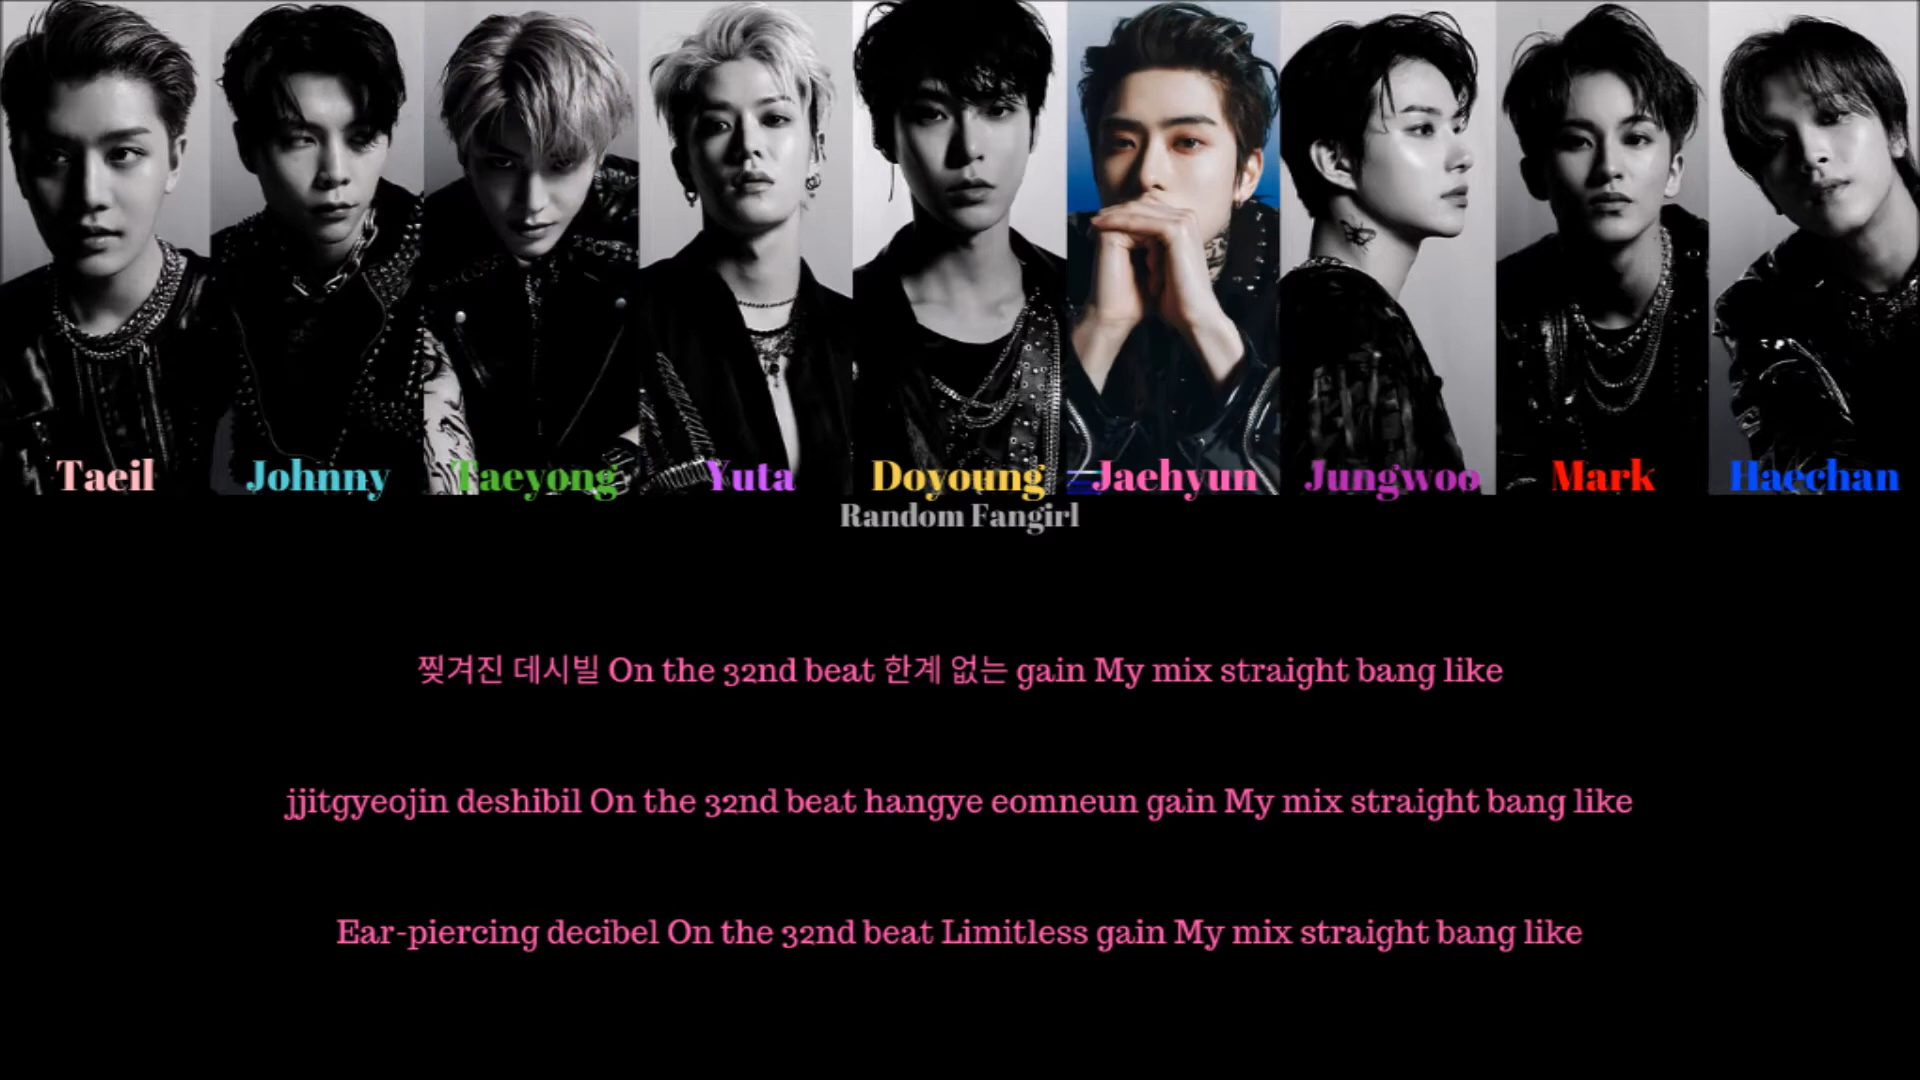 Taeil Johnny Taeyong Yuta Doyoung Jaehyun Jungwoo Mark Haechan
Random Fangirl
찢겨진 데시빌 On the 32nd beat 한계 없는 gain My mix straight bang like
jjitgyeojin deshibil On the 32nd beat hangye eomneun gain My mix straight bang like
Ear-piercing decibel On the 32nd beat Limitless gain My mix straight bang like